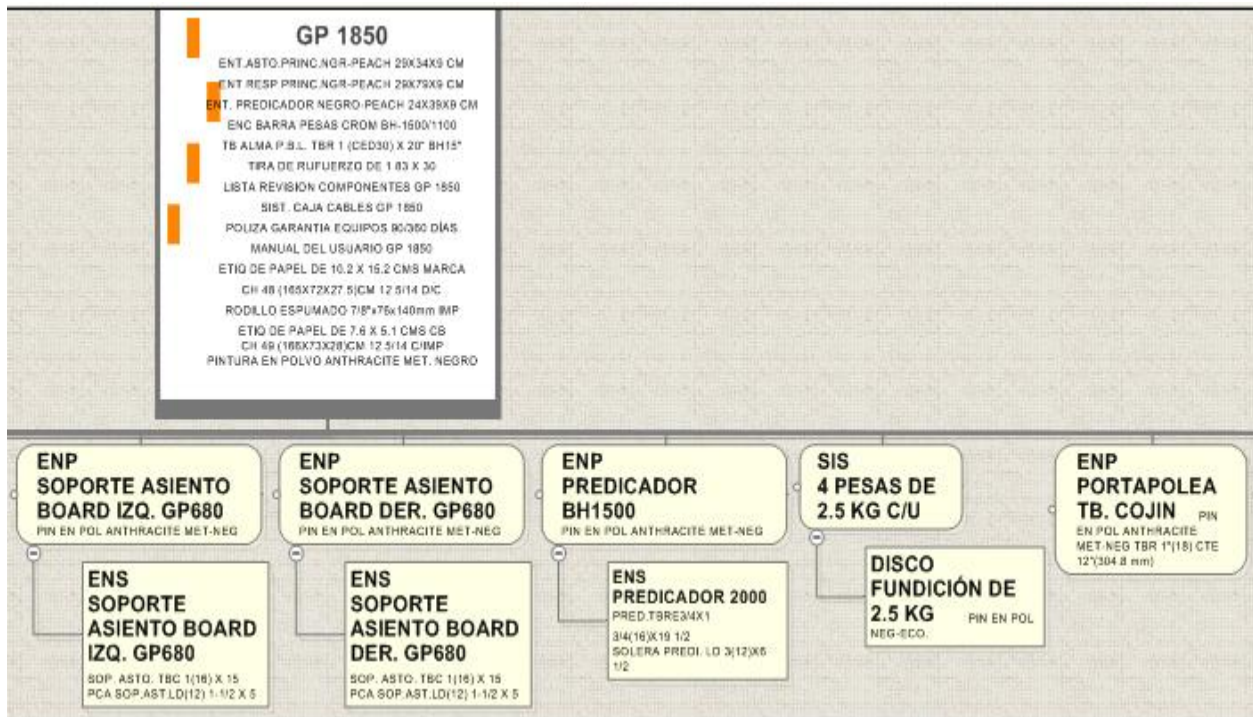 GP 1850
ENT.ASTO.PRINC.NGR-PEACH 29X34X9 CM
ENT RESP PRINC.NGR-PEACH 29X79X9 CM
ENT. PREDICADOR NEGRO-PEACH 24X39X9 CM
ENC BARRA PESAS CROM BH-1500/1100
TB ALMA P.B.L. TBR 1 (CED30) X 20" BH15"
TIRA DE RUFUERZO DE 1.83 X 30
LISTA REVISION COMPONENTES GP 1850
SIST. CAJA CABLES GP 1850
POLIZA GARANTIA EQUIPOS 90/360 DÍAS
MANUAL DEL USUARIO GP 1850
ETIQ DE PAPEL DE 10.2 X 15.2 CMS MARCA
CH 48 (165X72X27.5)CM 12.5/14 D/C
RODILLO ESPUMADO 7/8"x76x140mm IMP
ETIQ DE PAPEL DE 7.6 X 5.1 CMS CB
CH 49 (166X73X28)CM 12.5/14 C/IMP
PINTURA EN POLVO ANTHRACITE MET. NEGRO
ENP
SOPORTE ASIENTO
BOARD IZQ. GP680
PIN EN POL ANTHRACITE MET-NEG
ENS
SOPORTE
ASIENTO BOARD
IZQ. GP680
SOP. ASTO. TBC 1(16) X 15
PCA SOP.AST.LD(12) 1-1/2 X 5
ENP
SOPORTE ASIENTO
BOARD DER. GP680
PIN EN POL ANTHRACITE MET-NEG
ENS
SOPORTE
ASIENTO BOARD
DER. GP680
SOP. ASTO. TBC 1(16) X 15
PCA SOP.AST.LD(12) 1-1/2 X 5
ENP
PREDICADOR
BH1500
PIN EN POL ANTHRACITE MET-NEG
ENS
PREDICADOR 2000
PRED.TBRE3/4X1
3/4(16)X19 1/2
SOLERA PREDI. LD 3(12)X6
1/2
SIS
4 PESAS DE
2.5 KG C/U
DISCO
FUNDICIÓN DE
2.5 KG PIN EN POL
NEG-ECO.
ENP
PORTAPOLEA
TB. COJIN PIN
EN POL ANTHRACITE
MET-NEG TBR 1"(18) CTE
12"(304.8 mm)